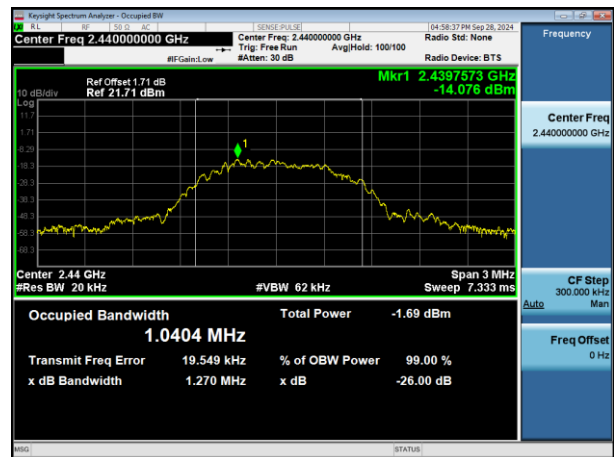 Keysight Spectrum Analyzer - Occupied BW
RL RF 50 Ω AC SENSE:PULSE 04:58:37 PM Sep 28, 2024
Center Freq 2.440000000 GHz Center Freq: 2.440000000 GHz Radio Std: None Frequency
Trig: Free Run Avg|Hold: 100/100
#IFGain:Low #Atten: 30 dB Radio Device: BTS
Ref Offset 1.71 dB Mkr1 2.4397573 GHz
10 dB/div Ref 21.71 dBm -14.076 dBm
Log
11.7
1.71
-8.29
-18.3
-28.3
-38.3
-48.3
-58.3
-68.3
1
Center Freq
2.440000000 GHz
Center 2.44 GHz Span 3 MHz
#Res BW 20 kHz #VBW 62 kHz Sweep 7.333 ms
CF Step
300.000 kHz
Auto Man
Occupied Bandwidth Total Power -1.69 dBm
1.0404 MHz
Freq Offset
0 Hz
Transmit Freq Error 19.549 kHz % of OBW Power 99.00 %
x dB Bandwidth 1.270 MHz x dB -26.00 dB
MSG STATUS